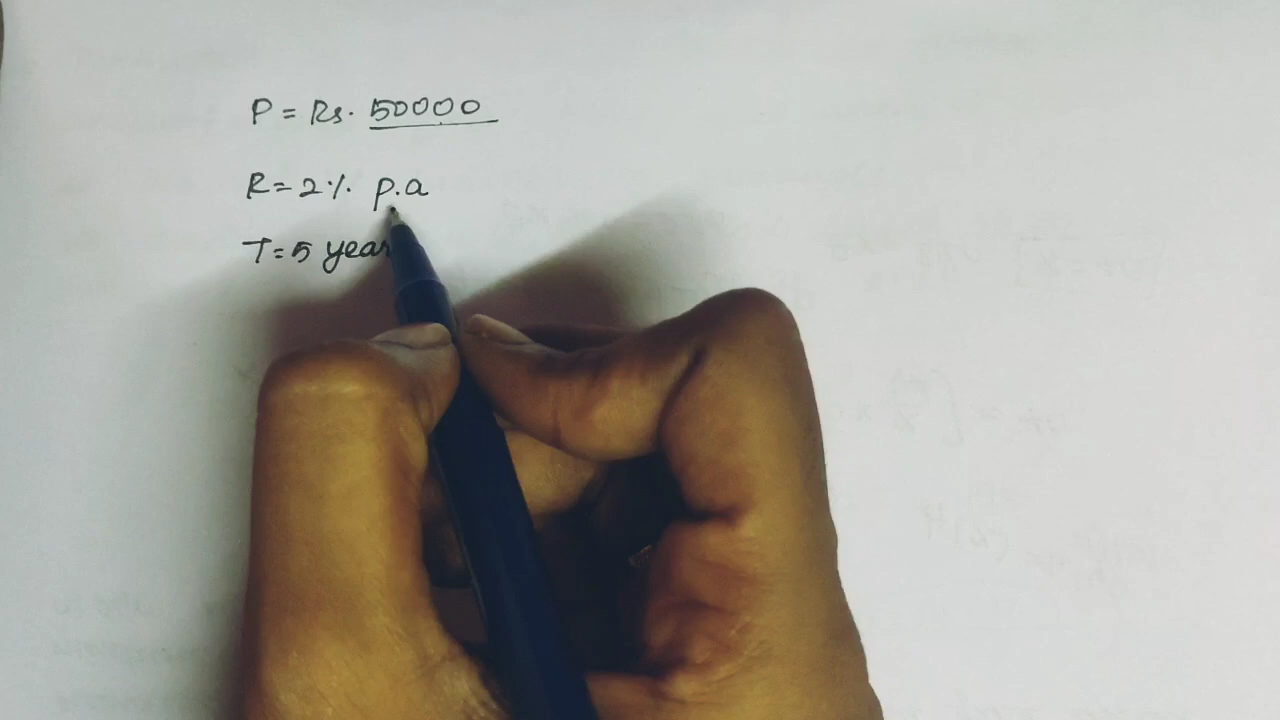 P = Rs. 50000
R = 2% p.a
T = 5 year